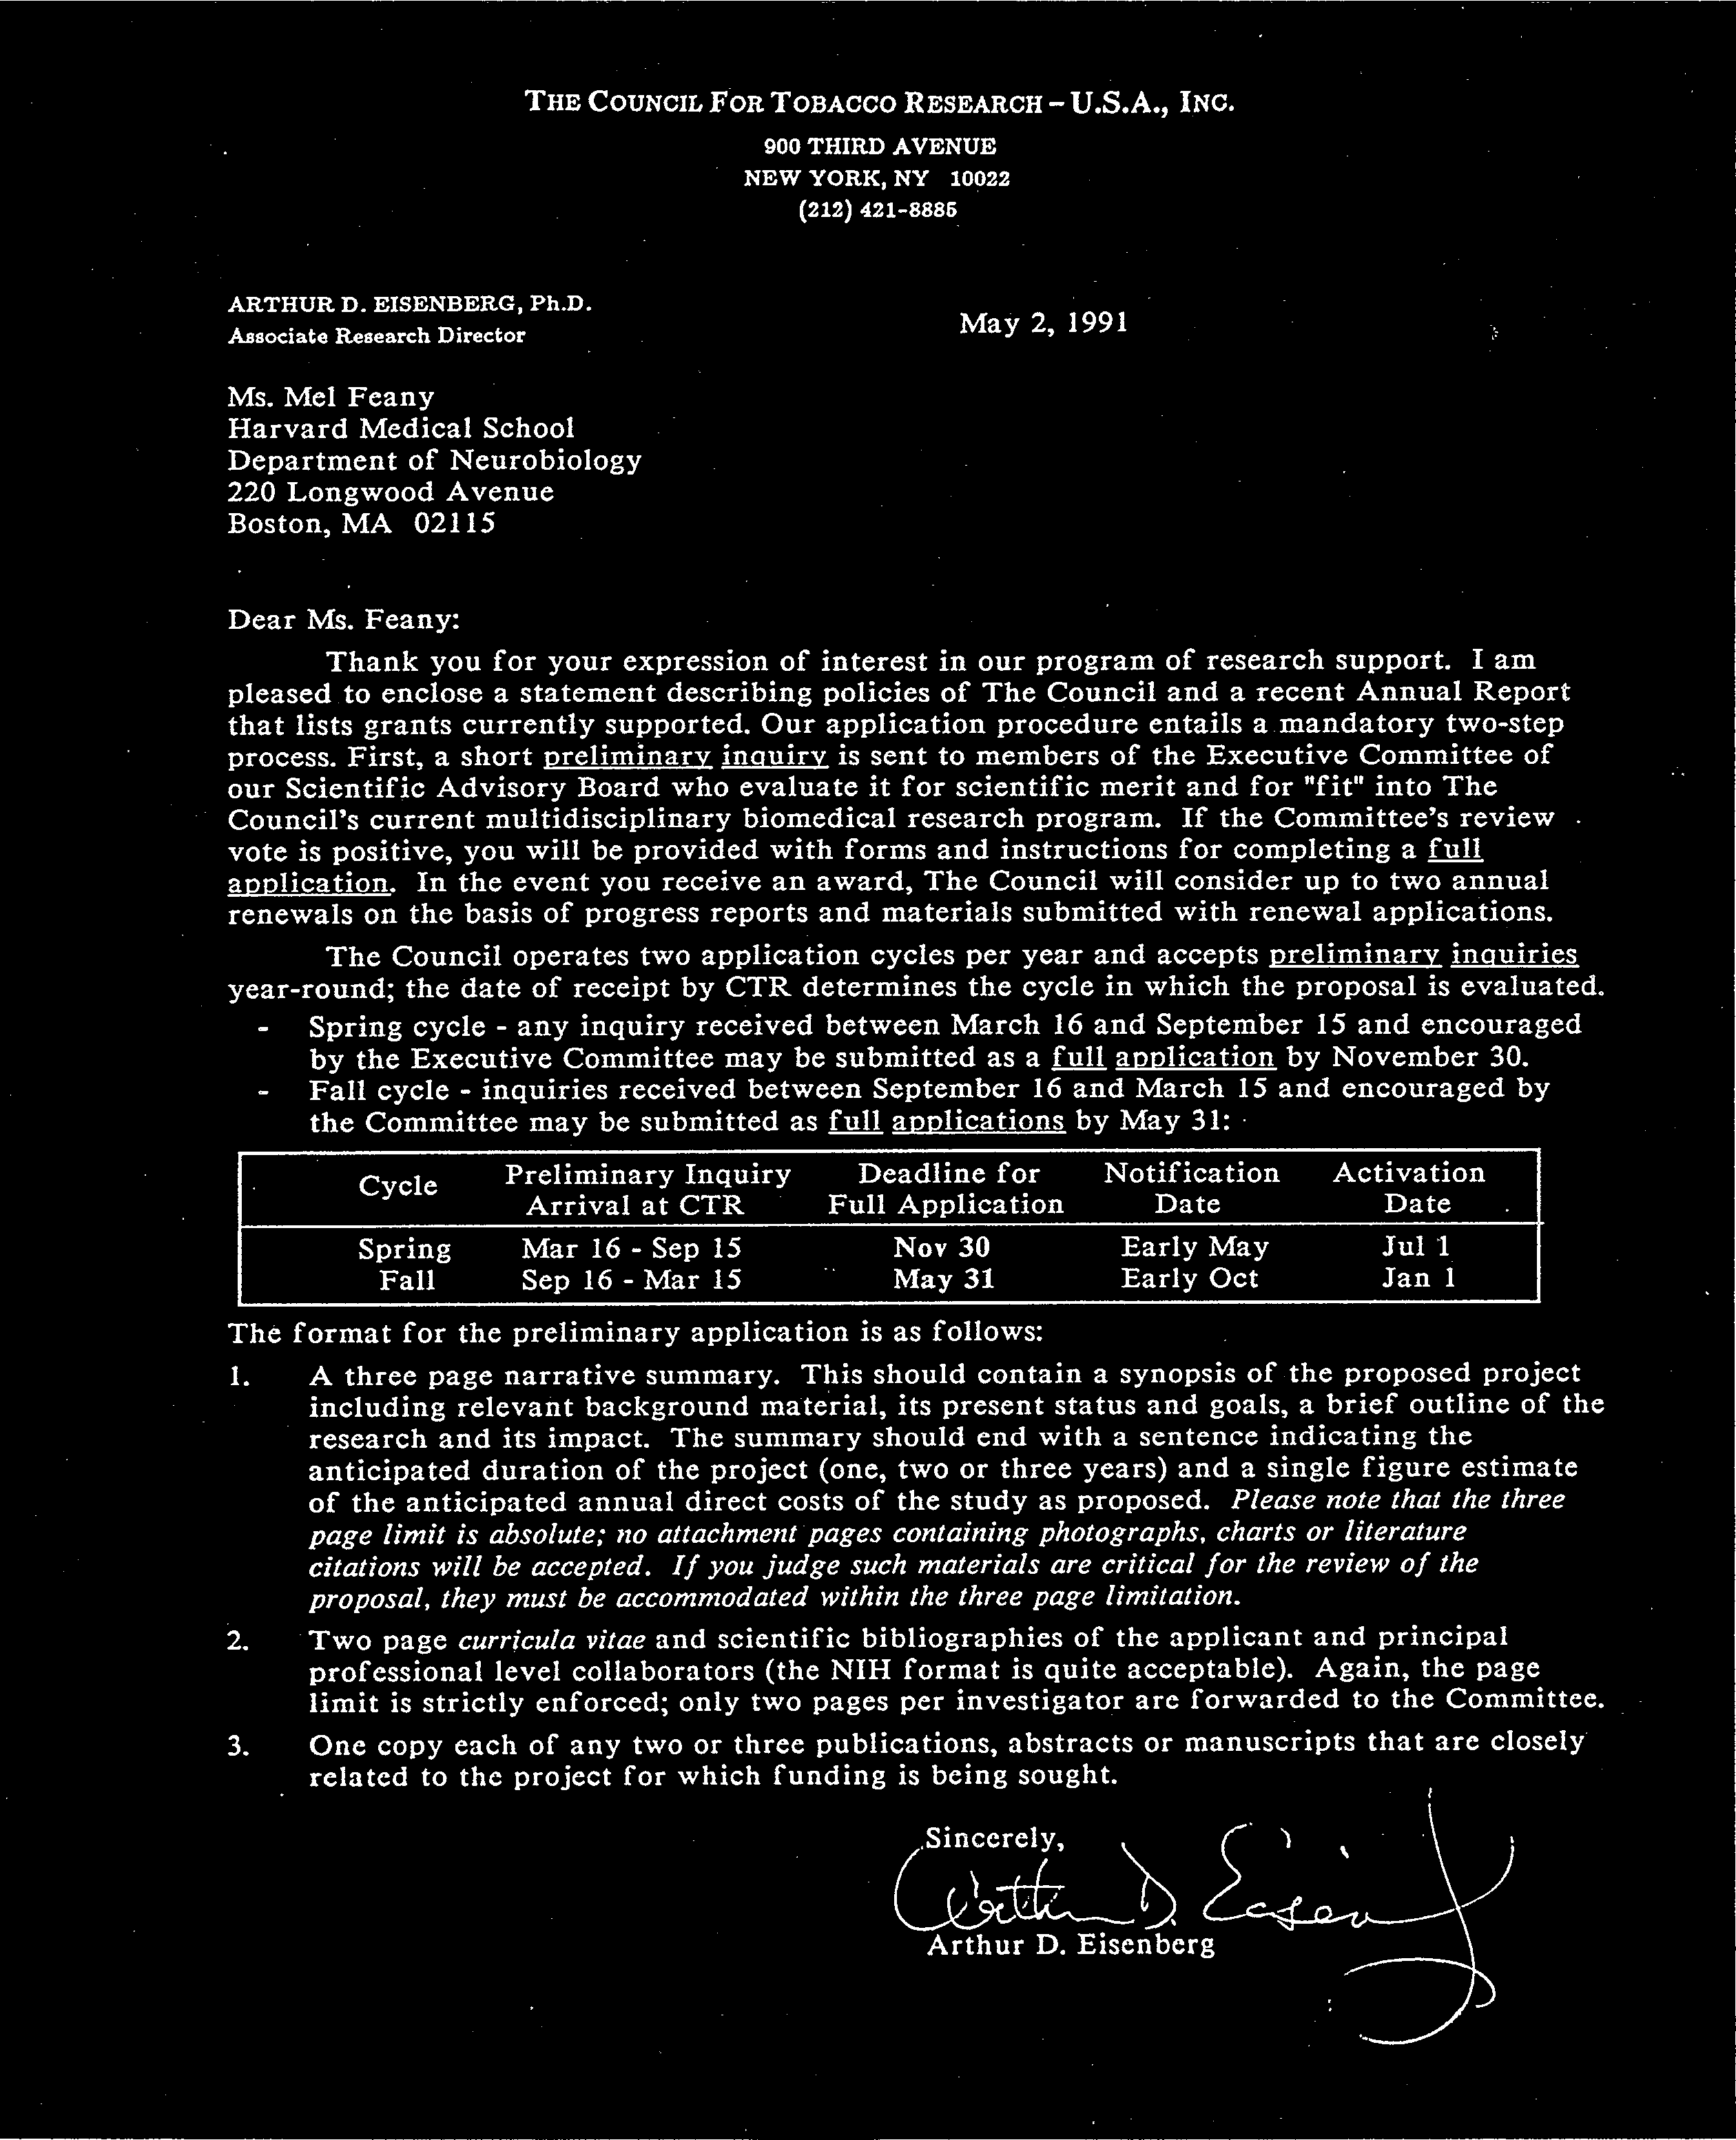 THE COUNCIL FOR TOBACCO RESEARCH – U.S.A., INC.
900 THIRD AVENUE
NEW YORK, NY 10022
(212) 421-8885
ARTHUR D. EISENBERG, Ph.D.
Associate Research Director
May 2, 1991
Ms. Mel Feany
Harvard Medical School
Department of Neurobiology
220 Longwood Avenue
Boston, MA 02115
Dear Ms. Feany:
Thank you for your expression of interest in our program of research support. I am
pleased to enclose a statement describing policies of The Council and a recent Annual Report
that lists grants currently supported. Our application procedure entails a mandatory two-step
process. First, a short preliminary inquiry is sent to members of the Executive Committee of
our Scientific Advisory Board who evaluate it for scientific merit and for "fit" into The
Council's current multidisciplinary biomedical research program. If the Committee's review
vote is positive, you will be provided with forms and instructions for completing a full
application. In the event you receive an award, The Council will consider up to two annual
renewals on the basis of progress reports and materials submitted with renewal applications.
The Council operates two application cycles per year and accepts preliminary inquiries
year-round; the date of receipt by CTR determines the cycle in which the proposal is evaluated.
- Spring cycle - any inquiry received between March 16 and September 15 and encouraged
by the Executive Committee may be submitted as a full application by November 30.
- Fall cycle - inquiries received between September 16 and March 15 and encouraged by
the Committee may be submitted as full applications by May 31:
Cycle Preliminary Inquiry Deadline for Notification Activation
Arrival at CTR Full Application Date Date
Spring Mar 16 - Sep 15 Nov 30 Early May Jul 1
Fall Sep 16 - Mar 15 May 31 Early Oct Jan 1
The format for the preliminary application is as follows:
1. A three page narrative summary. This should contain a synopsis of the proposed project
including relevant background material, its present status and goals, a brief outline of the
research and its impact. The summary should end with a sentence indicating the
anticipated duration of the project (one, two or three years) and a single figure estimate
of the anticipated annual direct costs of the study as proposed. Please note that the three
page limit is absolute; no attachment pages containing photographs, charts or literature
citations will be accepted. If you judge such materials are critical for the review of the
proposal, they must be accommodated within the three page limitation.
2. Two page curricula vitae and scientific bibliographies of the applicant and principal
professional level collaborators (the NIH format is quite acceptable). Again, the page
limit is strictly enforced; only two pages per investigator are forwarded to the Committee.
3. One copy each of any two or three publications, abstracts or manuscripts that are closely
related to the project for which funding is being sought.
Sincerely,
Arthur D. Eisenberg
Arthur D. Eisenberg